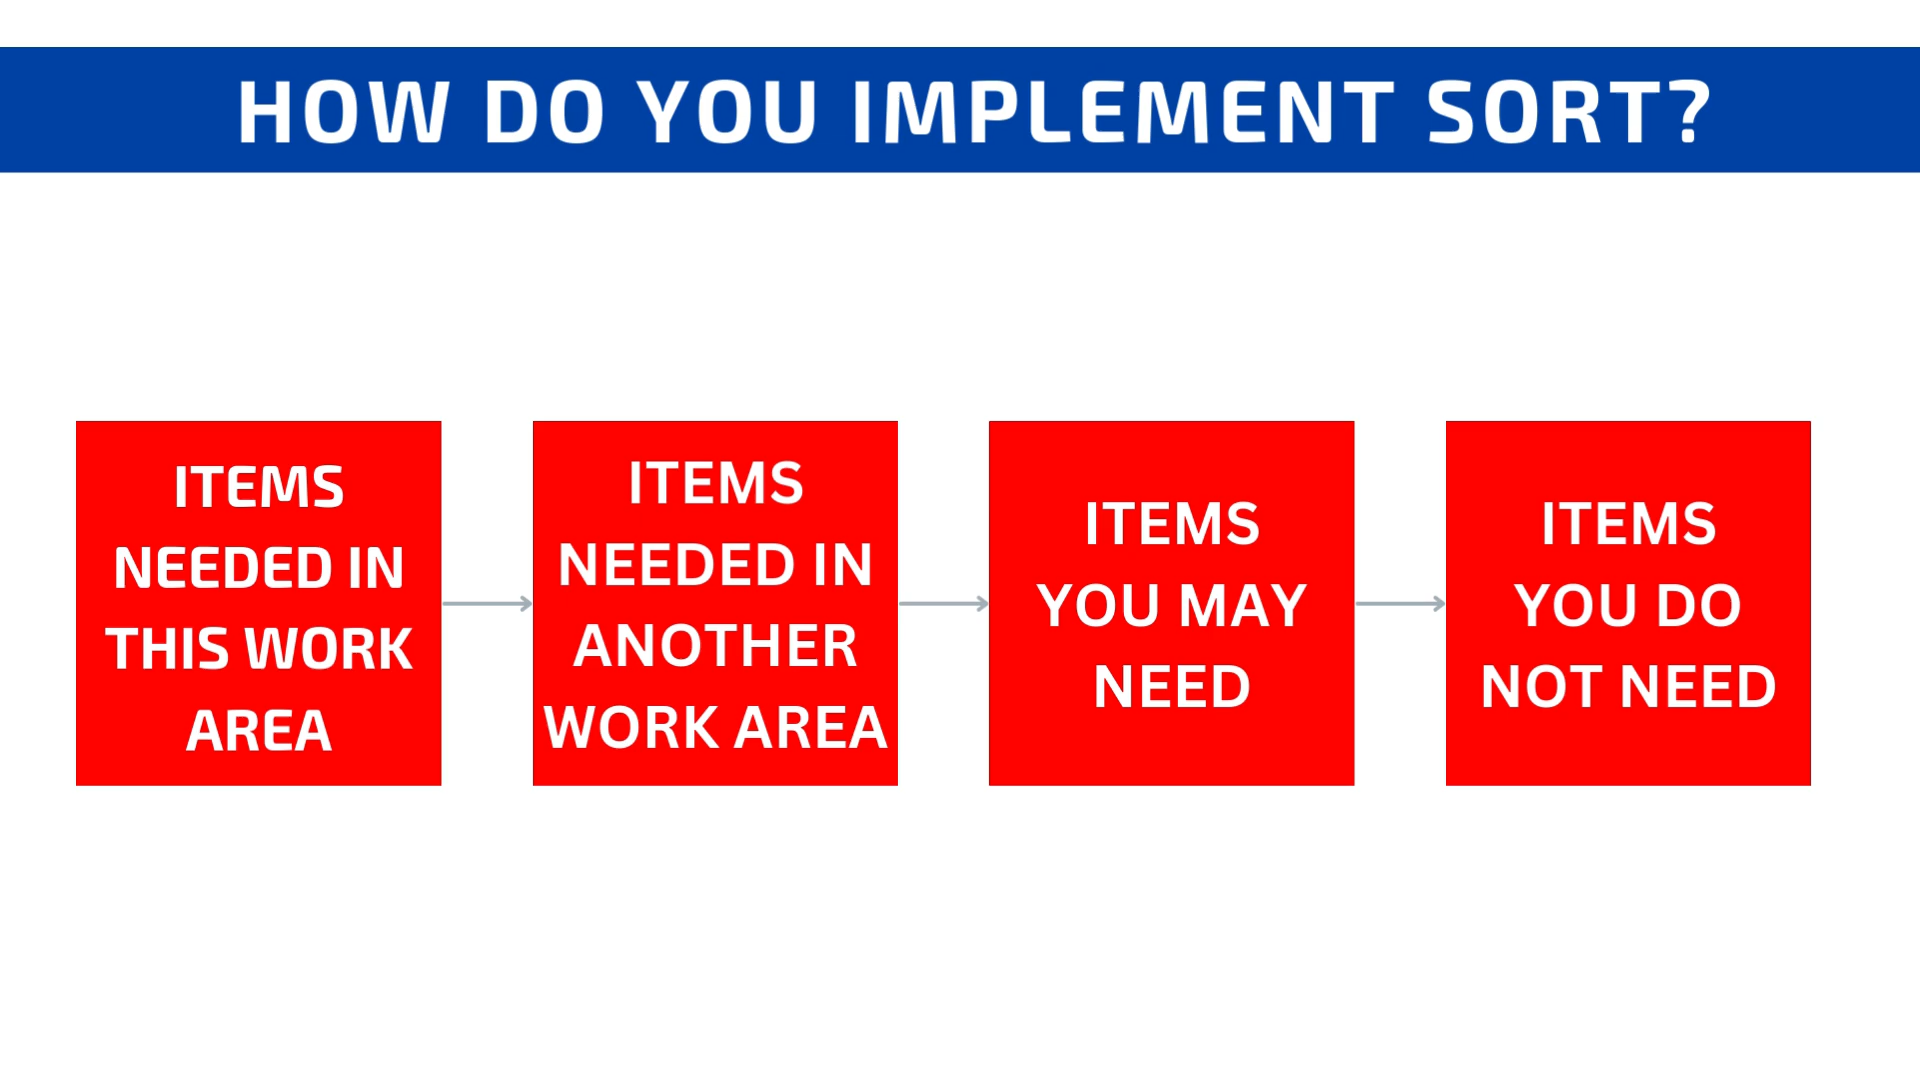 HOW DO YOU IMPLEMENT SORT?
ITEMS
NEEDED IN
THIS WORK
AREA
ITEMS
NEEDED IN
ANOTHER
WORK AREA
ITEMS
YOU MAY
NEED
ITEMS
YOU DO
NOT NEED